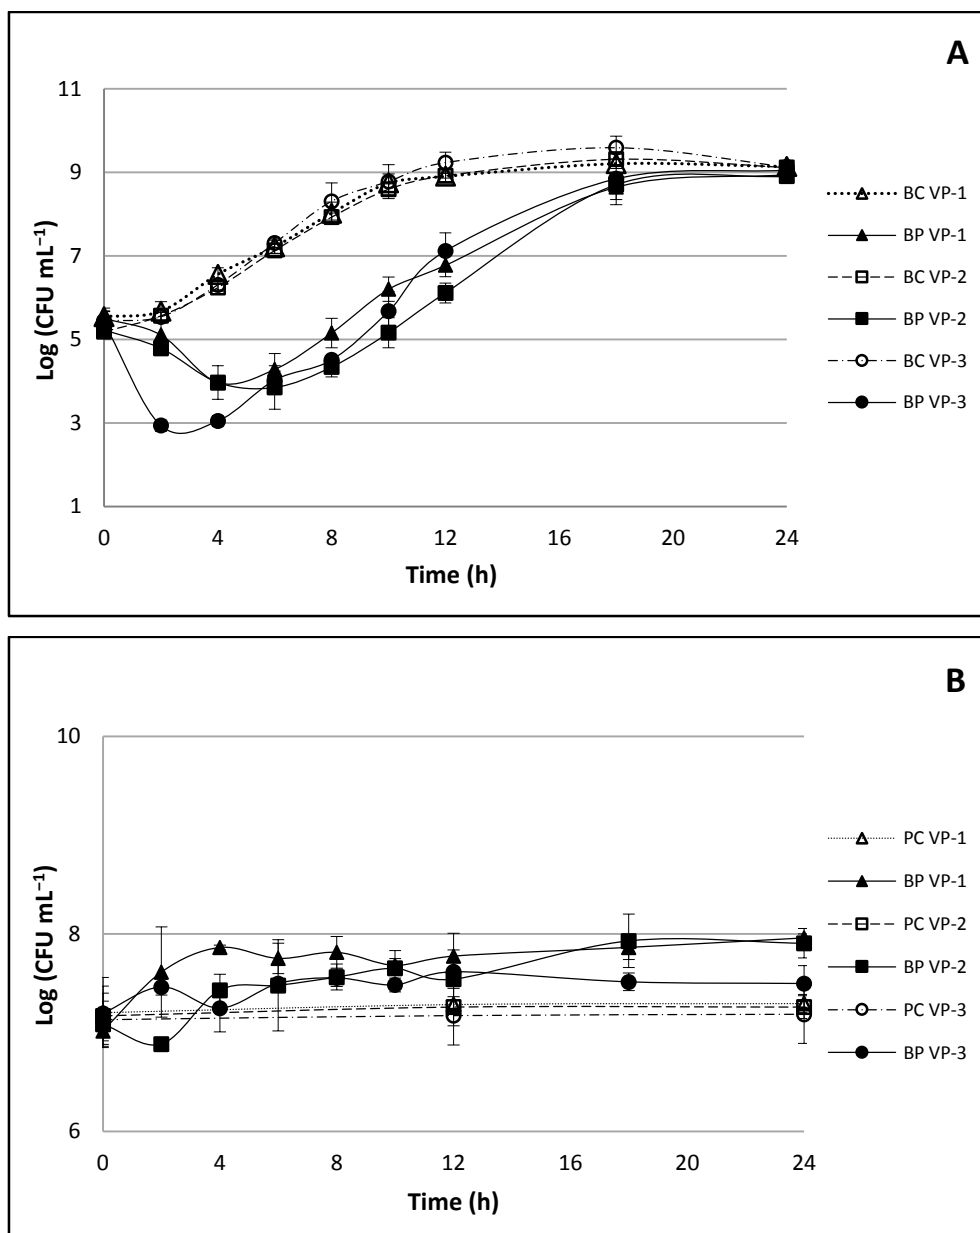 A
Log (CFU mL⁻¹)
11
9
7
5
3
1
0 4 8 12 16 20 24
Time (h)
BC VP-1
BP VP-1
BC VP-2
BP VP-2
BC VP-3
BP VP-3
B
Log (CFU mL⁻¹)
10
8
6
0 4 8 12 16 20 24
Time (h)
PC VP-1
BP VP-1
PC VP-2
BP VP-2
PC VP-3
BP VP-3